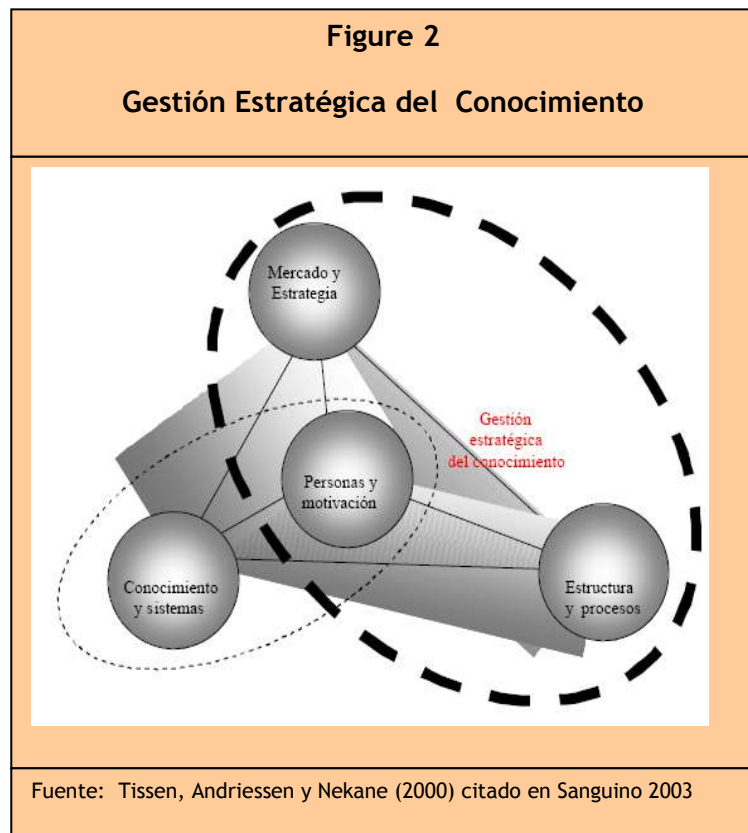 Figure 2
Gestión Estratégica del Conocimiento
Mercado y
Estrategia
Gestión
estratégica
del conocimiento
Personas y
motivación
Conocimiento
y sistemas
Estructura
y procesos
Fuente: Tissen, Andriessen y Nekane (2000) citado en Sanguino 2003